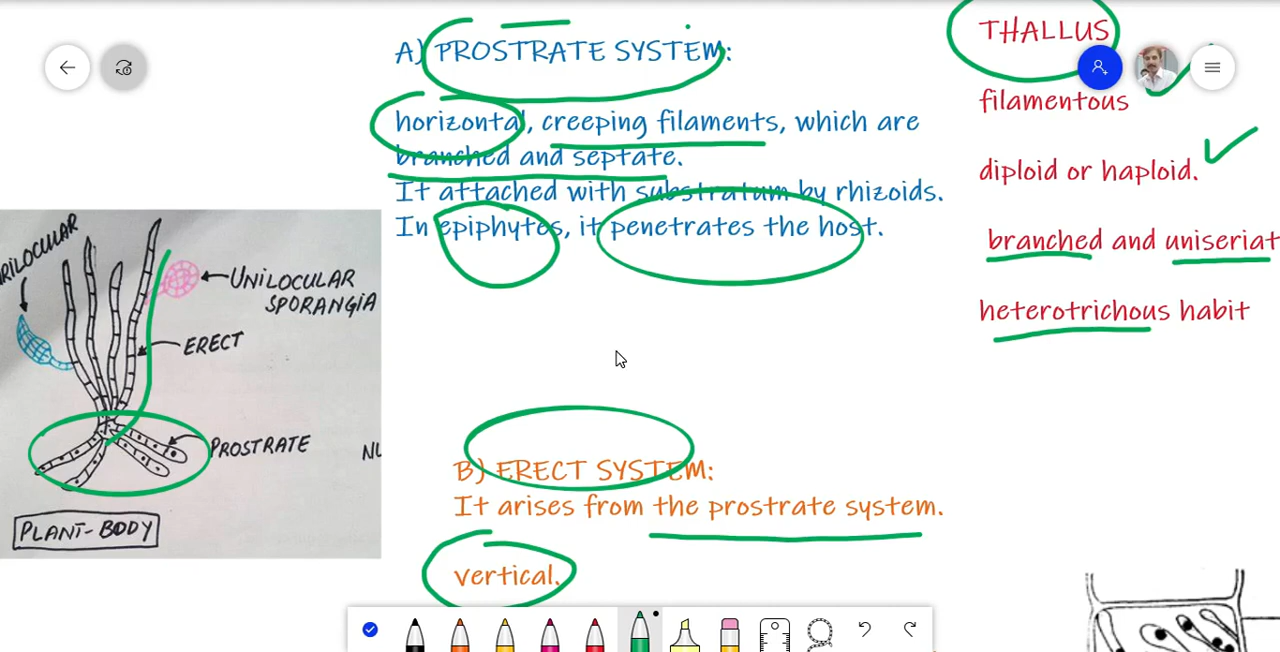 A) PROSTRATE SYSTEM:
horizontal, creeping filaments, which are
branched and septate.
It attached with substratum by rhizoids.
In epiphytes, it penetrates the host.
THALLUS
filamentous
diploid or haploid.
branched and uniseriat
heterotrichous habit
RILOCULAR
UNILOCULAR
SPORANGIA
ERECT
PROSTRATE
NU
PLANT-BODY
B) ERECT SYSTEM:
It arises from the prostrate system.
vertical.